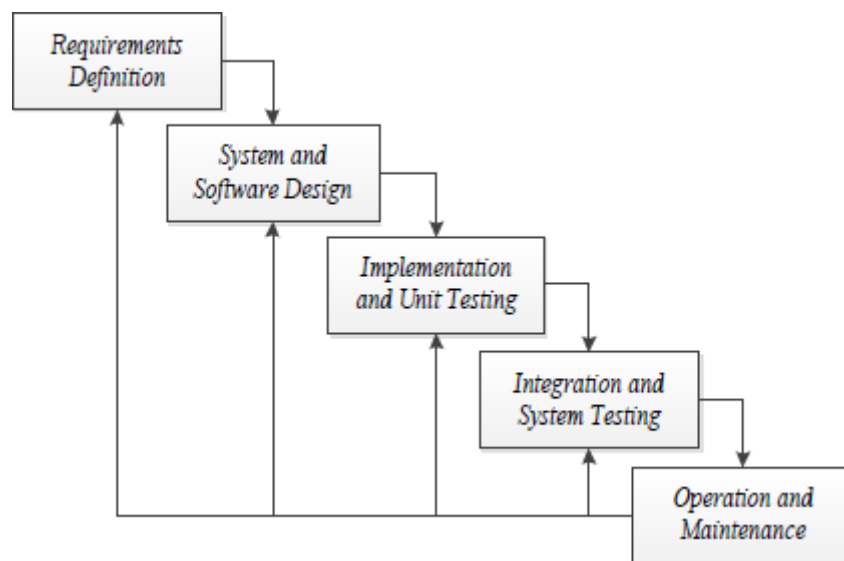 Requirements
Definition
System and
Software Design
Implementation
and Unit Testing
Integration and
System Testing
Operation and
Maintenance